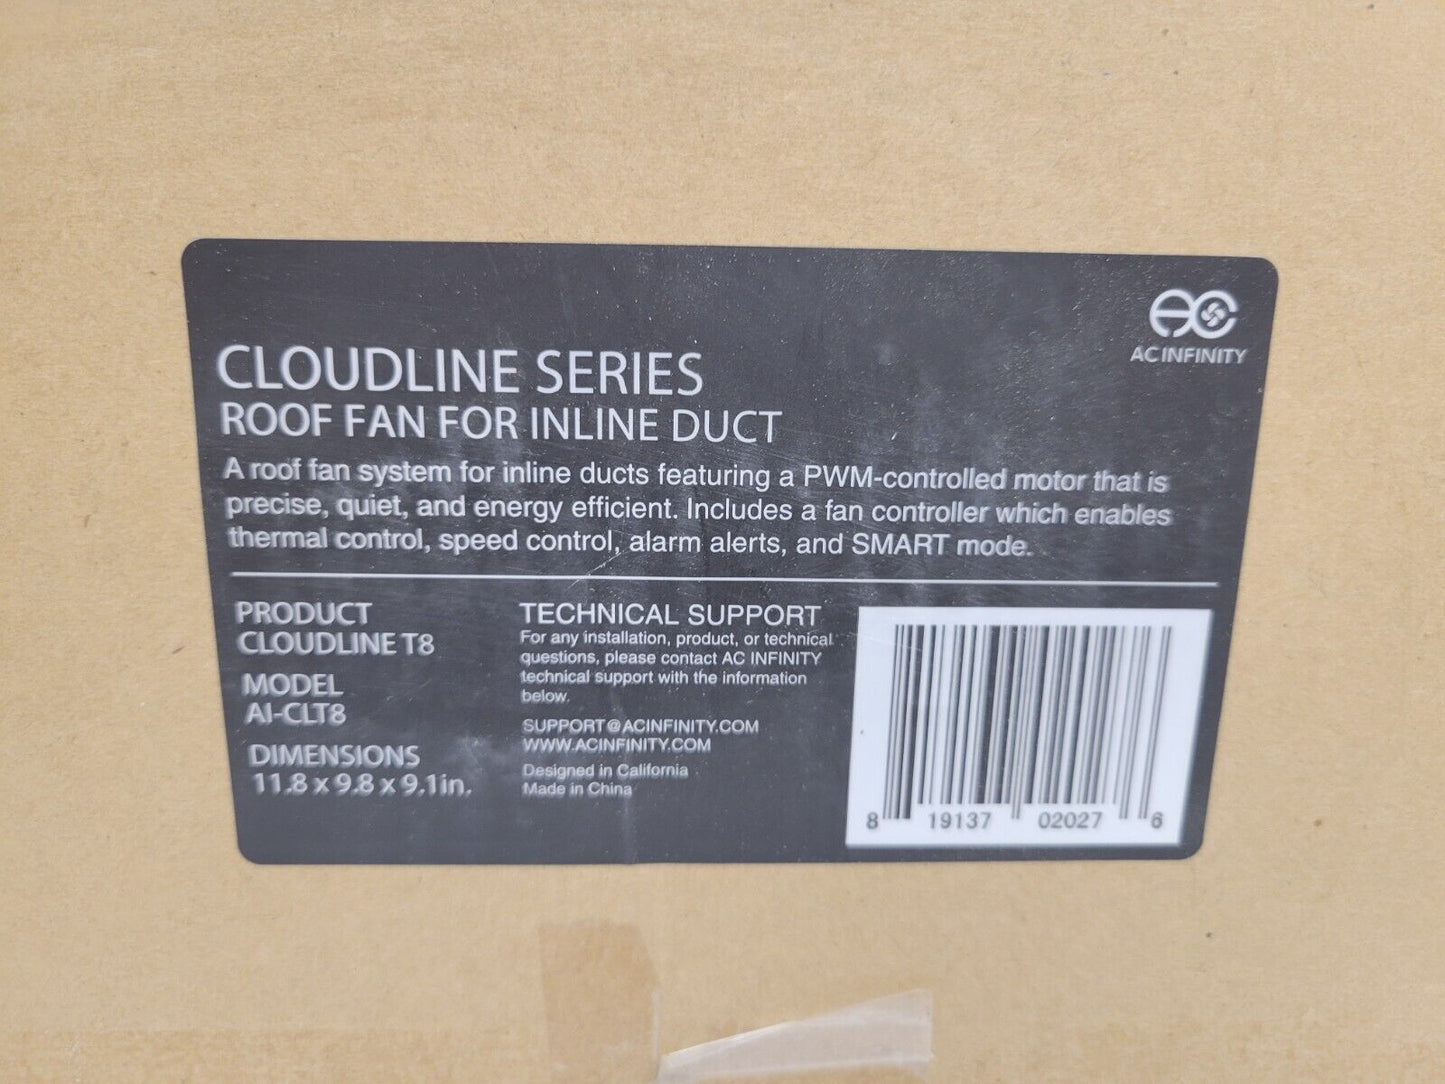 AC INFINITY
CLOUDLINE SERIES
ROOF FAN FOR INLINE DUCT
A roof fan system for inline ducts featuring a PWM-controlled motor that is
precise, quiet, and energy efficient. Includes a fan controller which enables
thermal control, speed control, alarm alerts, and SMART mode.
PRODUCT
CLOUDLINE T8
MODEL
AI-CLT8
DIMENSIONS
11.8 x 9.8 x 9.1in.
TECHNICAL SUPPORT
For any installation, product, or technical
questions, please contact AC INFINITY
technical support with the information
below.
SUPPORT@ACINFINITY.COM
WWW.ACINFINITY.COM
Designed in California
Made in China
8 19137 02027 6